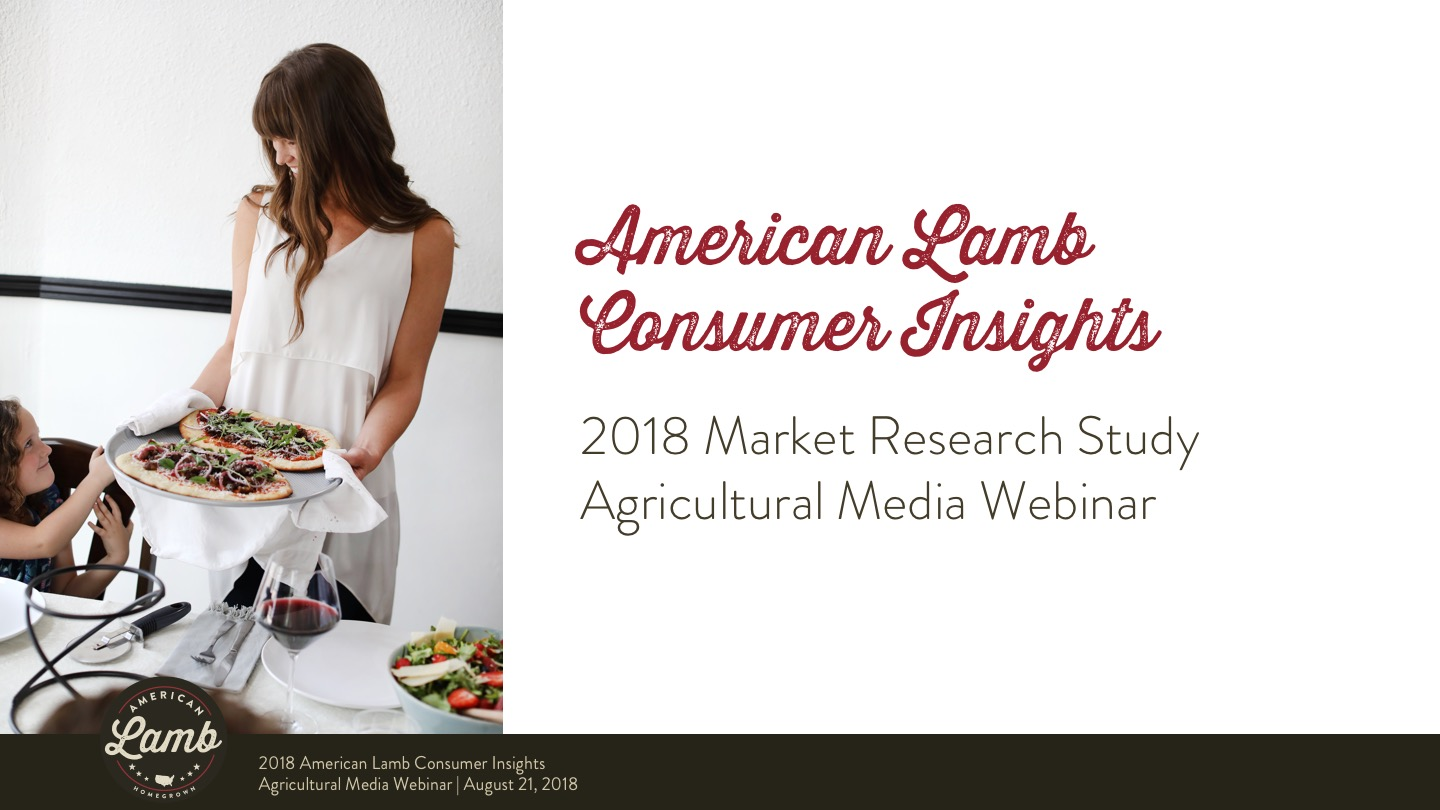 American Lamb
Consumer Insights
2018 Market Research Study
Agricultural Media Webinar
AMERICAN
Lamb
HOMEGROWN
2018 American Lamb Consumer Insights
Agricultural Media Webinar | August 21, 2018